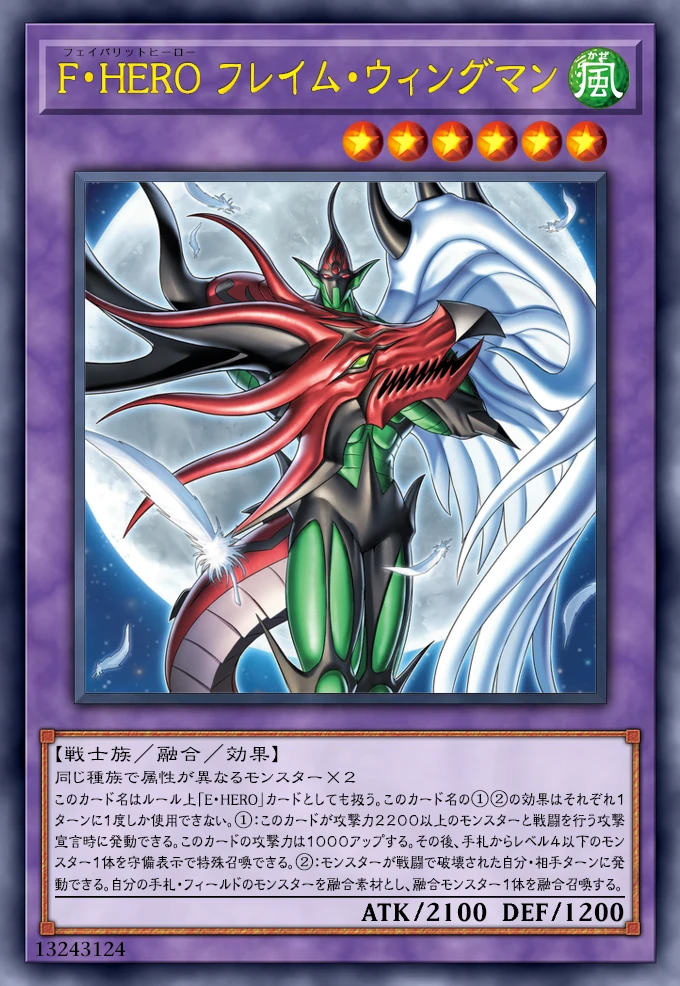 フェイバリットヒーロー
F・HERO フレイム・ウィングマン
かぜ
風
【戦士族／融合／効果】
同じ種族で属性が異なるモンスター×2
このカード名はルール上「E・HERO」カードとしても扱う。このカード名の①②の効果はそれぞれ1
ターンに1度しか使用できない。①:このカードが攻撃力2200以上のモンスターと戦闘を行う攻撃
宣言時に発動できる。このカードの攻撃力は1000アップする。その後、手札からレベル4以下のモン
スター1体を守備表示で特殊召喚できる。②:モンスターが戦闘で破壊された自分・相手ターンに発
動できる。自分の手札・フィールドのモンスターを融合素材とし、融合モンスター1体を融合召喚する。
ATK/2100 DEF/1200
13243124